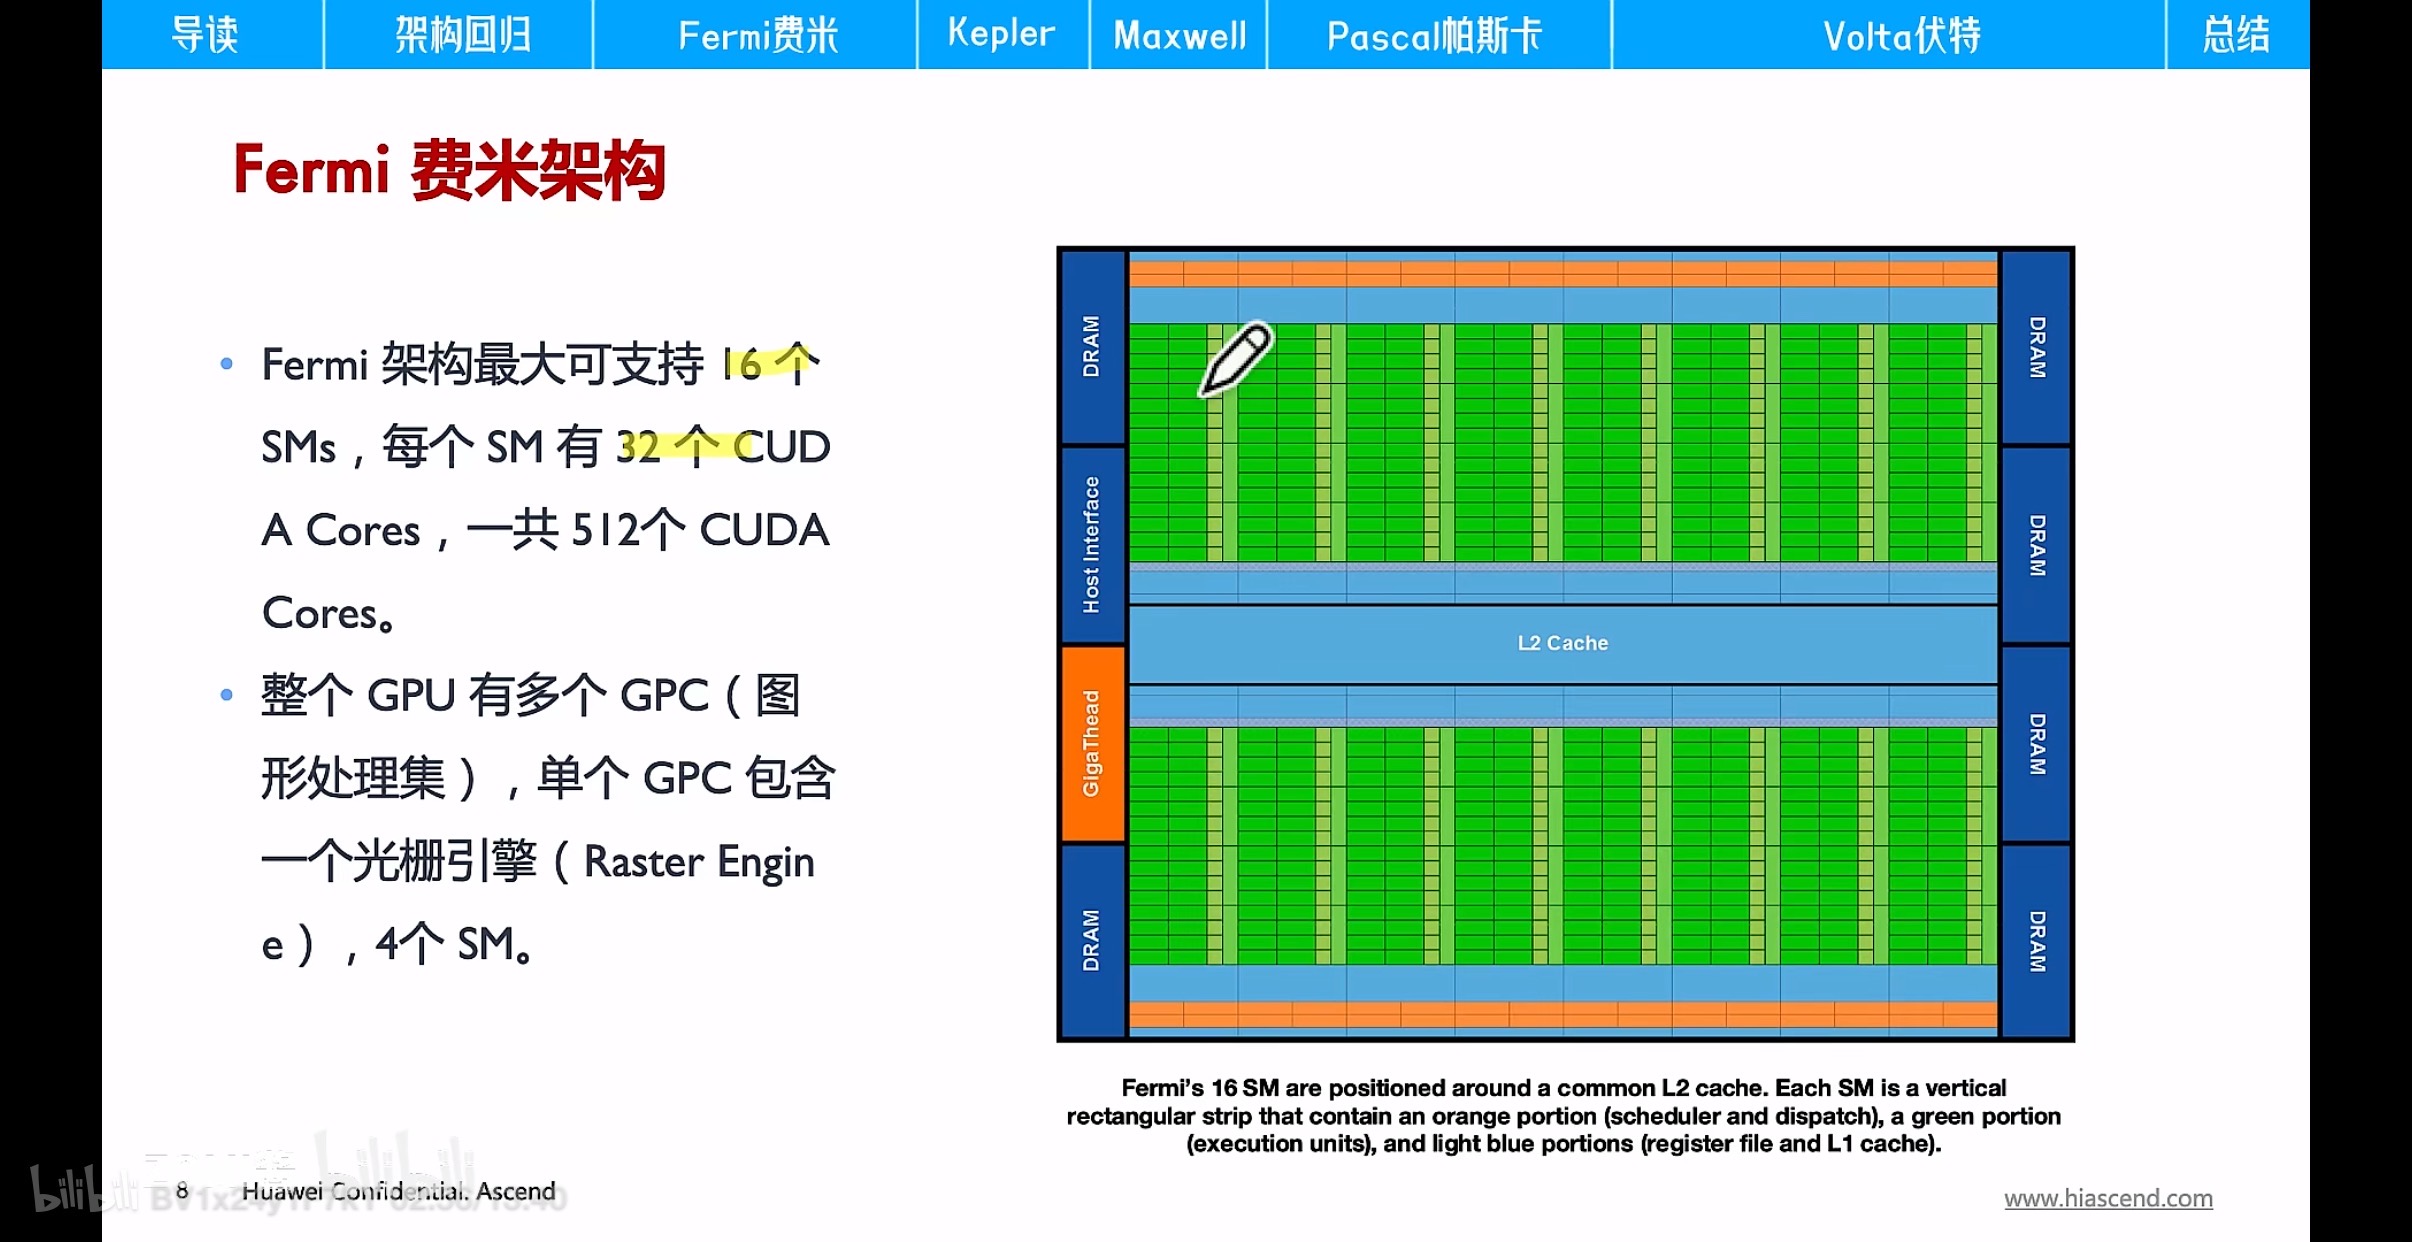 导读 架构回归 Fermi费米 Kepler Maxwell Pascal帕斯卡 Volta伏特 总结
Fermi 费米架构
• Fermi 架构最大可支持 16 个
SMs，每个 SM 有 32 个 CUD
A Cores，一共 512个 CUDA
Cores。
• 整个 GPU 有多个 GPC（图
形处理集），单个 GPC 包含
一个光栅引擎（Raster Engin
e），4个 SM。
DRAM
Host Interface
GigaThead
DRAM
L2 Cache
DRAM
DRAM
DRAM
DRAM
Fermi's 16 SM are positioned around a common L2 cache. Each SM is a vertical
rectangular strip that contain an orange portion (scheduler and dispatch), a green portion
(execution units), and light blue portions (register file and L1 cache).
bilibili
8 Huawei Confidential. Ascend
www.hiascend.com